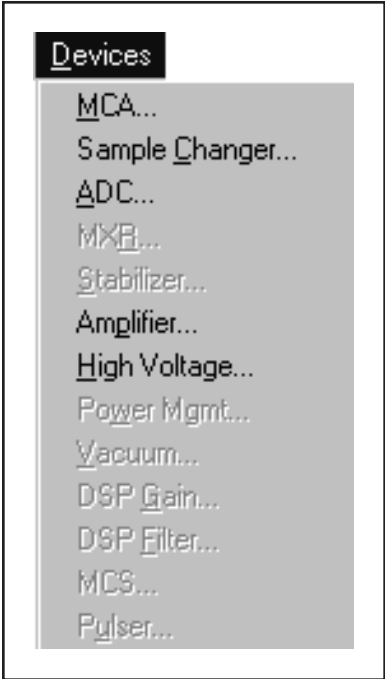 Devices
MCA...
Sample Changer...
ADC...
MXR...
Stabilizer...
Amplifier...
High Voltage...
Power Mgmt...
Vacuum...
DSP Gain...
DSP Filter...
MCS...
Pulser...